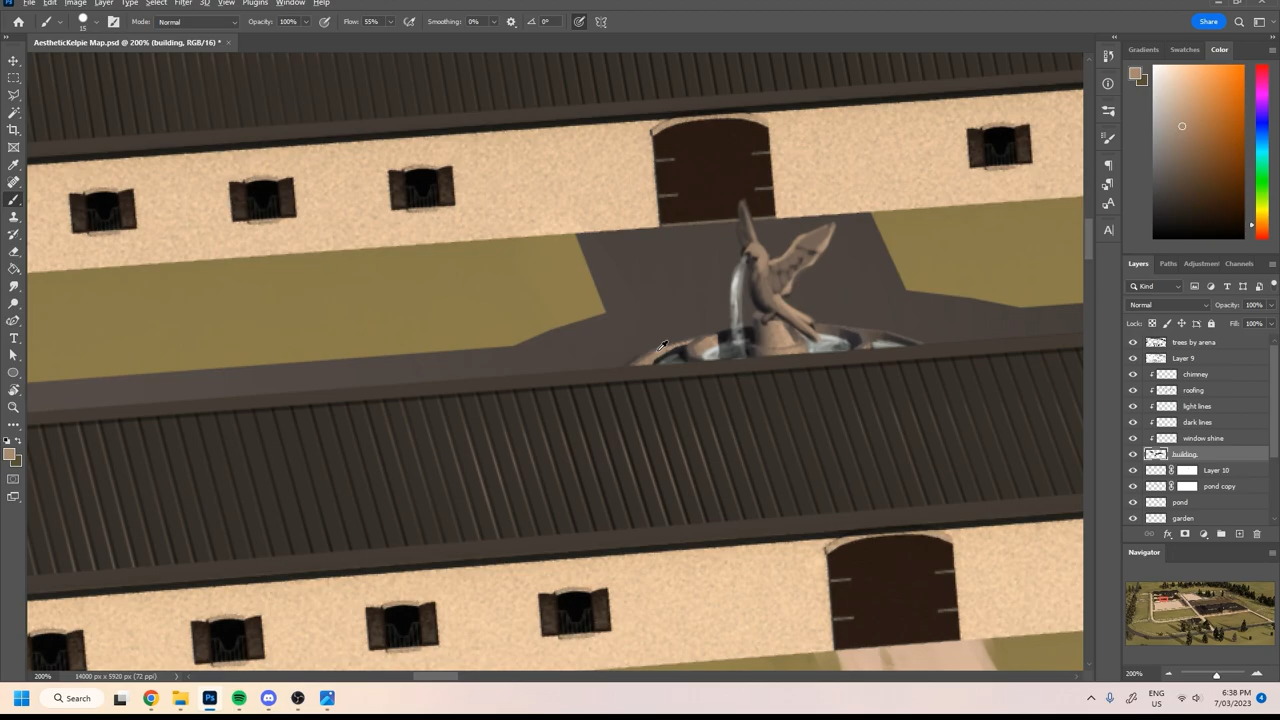 File Edit Image Layer Type Select Filter 3D View Plugins Window Help
15 Mode: Normal Opacity: 100% Flow: 55% Smoothing: 0% 0° Share
AestheticKelpie Map.psd @ 200% (building, RGB/16) *
Gradients Swatches Color
Layers Paths Adjustment Channels
Kind
Normal Opacity: 100%
Lock: Fill: 100%
trees by arena
Layer 9
chimney
roofing
light lines
dark lines
window shine
building
Layer 10
pond copy
pond
garden
Navigator
200%
200% 14000 px x 5920 px (72 ppi)
Search
ENG
US
6:38 PM
7/03/2023
4